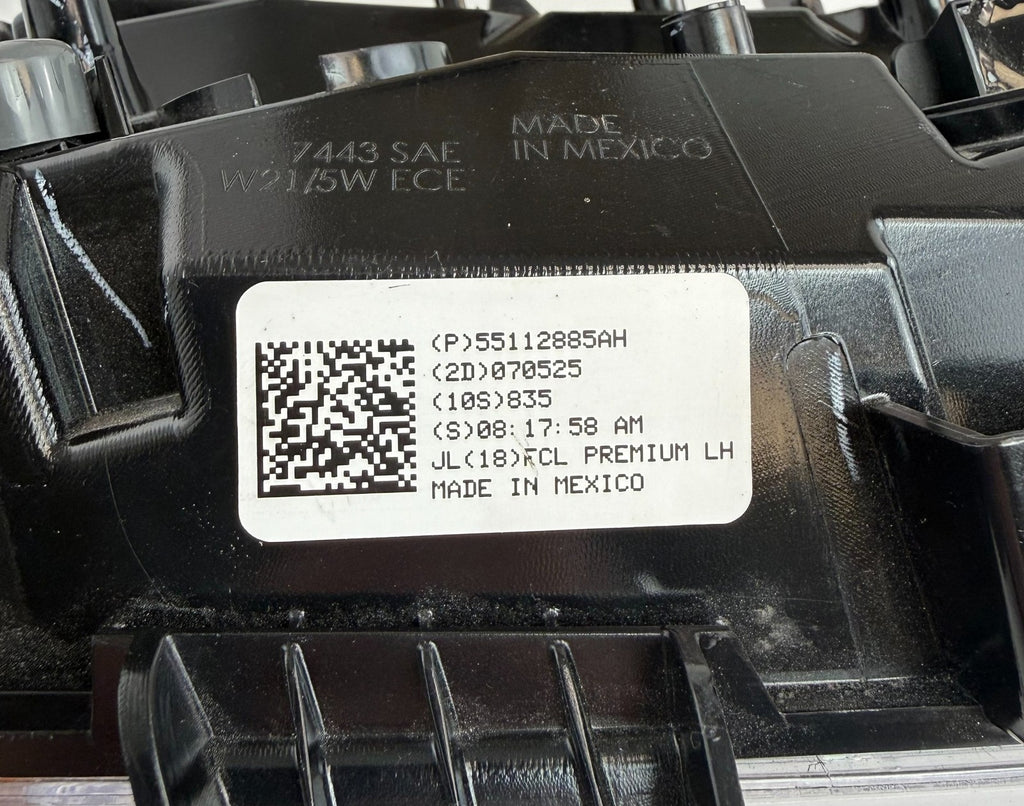 7443 SAE
W21/5W ECE
MADE
IN MEXICO
(P)55112885AH
(2D)070525
(10S)835
(S)08:17:58 AM
JL(18)FCL PREMIUM LH
MADE IN MEXICO